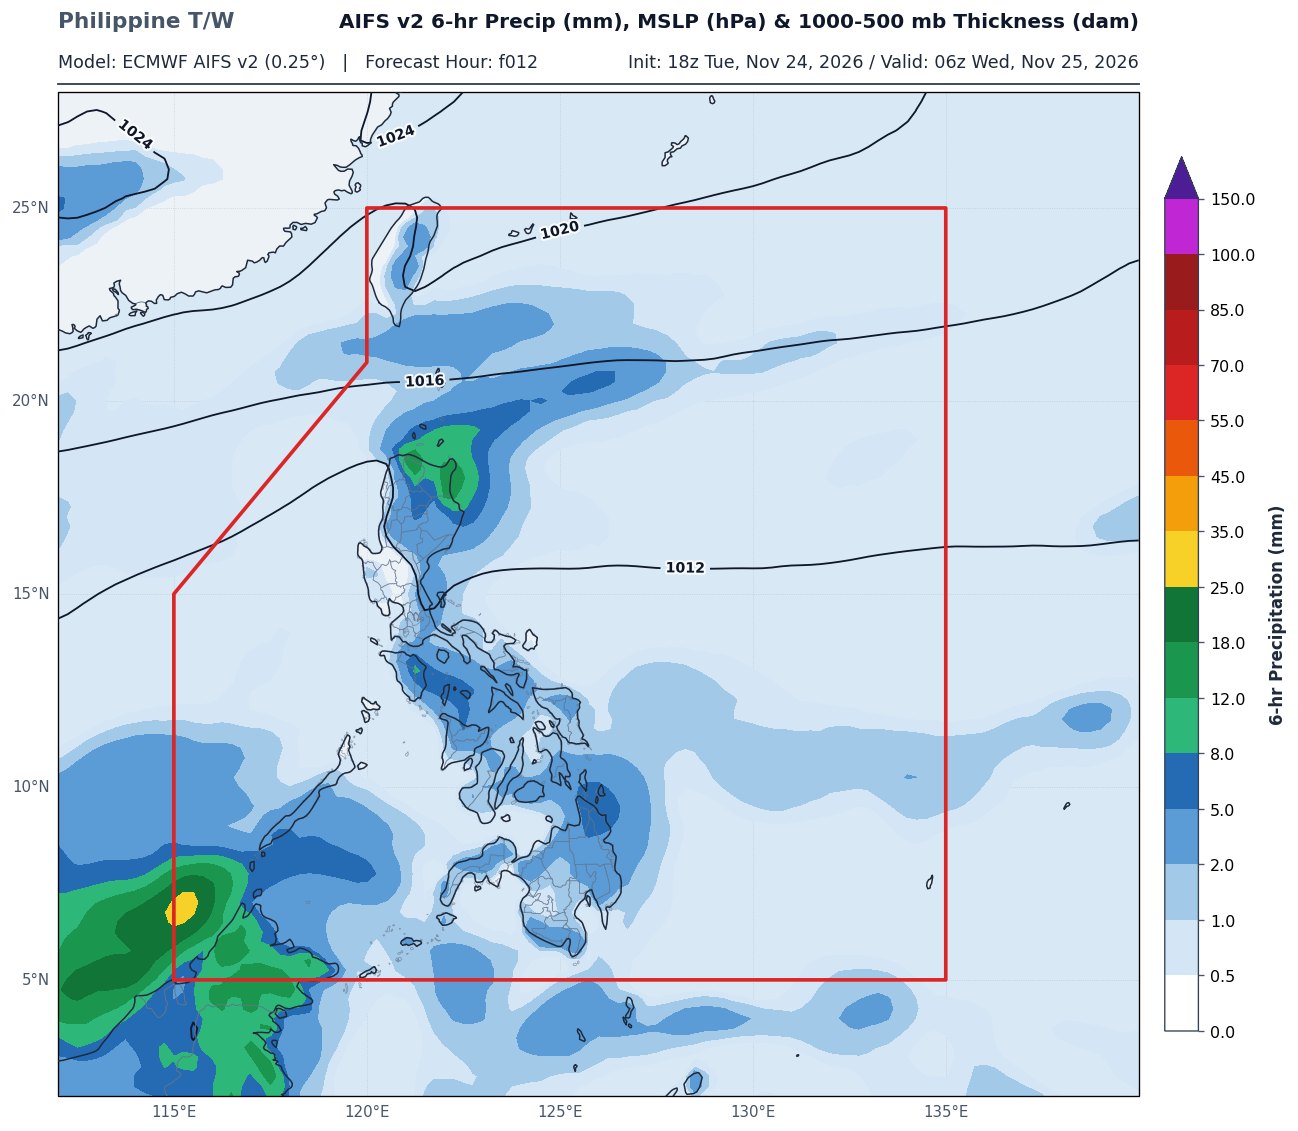 Philippine T/W
AIFS v2 6-hr Precip (mm), MSLP (hPa) & 1000-500 mb Thickness (dam)
Model: ECMWF AIFS v2 (0.25°)   |   Forecast Hour: f012
Init: 18z Tue, Nov 24, 2026 / Valid: 06z Wed, Nov 25, 2026
1024
1024
1020
1016
1012
25°N
20°N
15°N
10°N
5°N
115°E
120°E
125°E
130°E
135°E
150.0
100.0
85.0
70.0
55.0
45.0
35.0
25.0
18.0
12.0
8.0
5.0
2.0
1.0
0.5
0.0
6-hr Precipitation (mm)